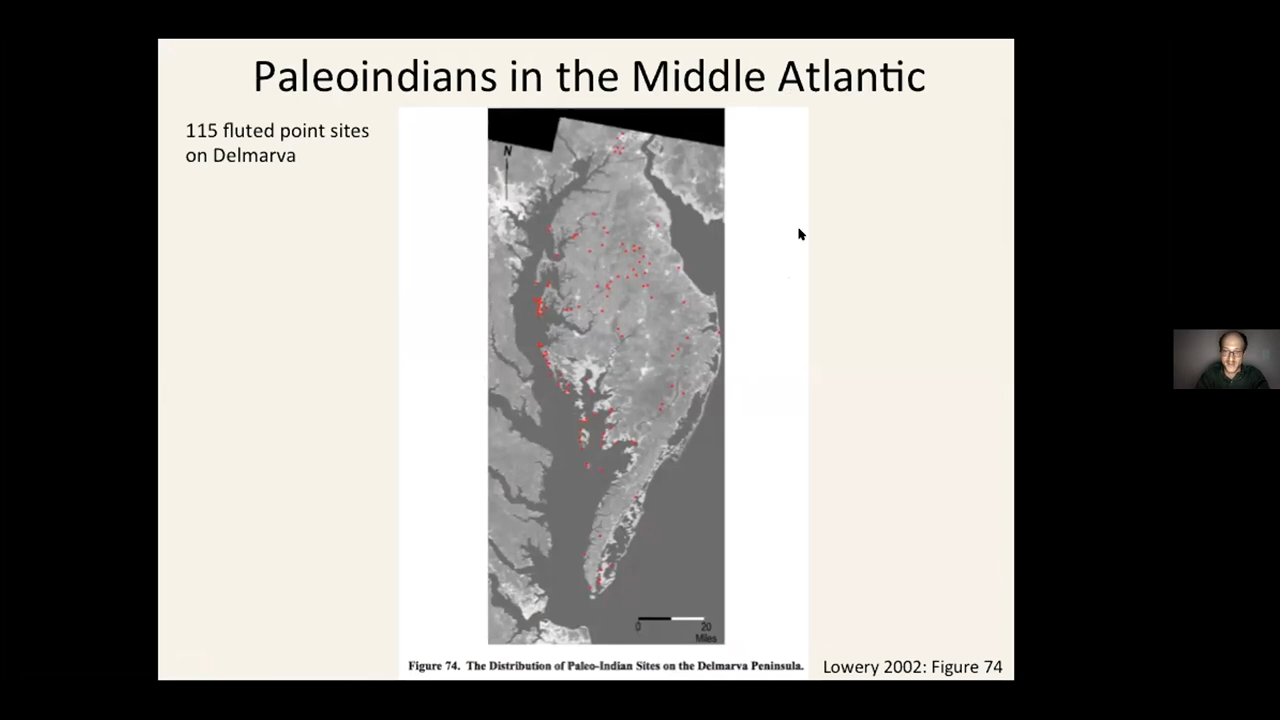 Paleoindians in the Middle Atlantic
115 fluted point sites
on Delmarva
N
0
20
Miles
Figure 74. The Distribution of Paleo-Indian Sites on the Delmarva Peninsula.
Lowery 2002: Figure 74